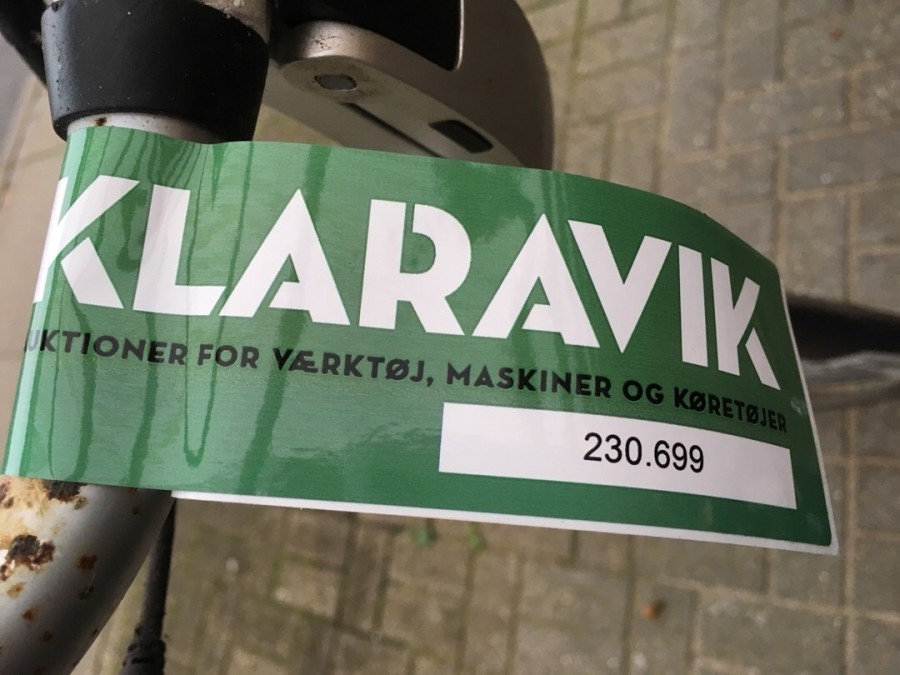 KLARAVIK
UKTIONER FOR VÆRKTØJ, MASKINER OG KØRETØJER
230.699